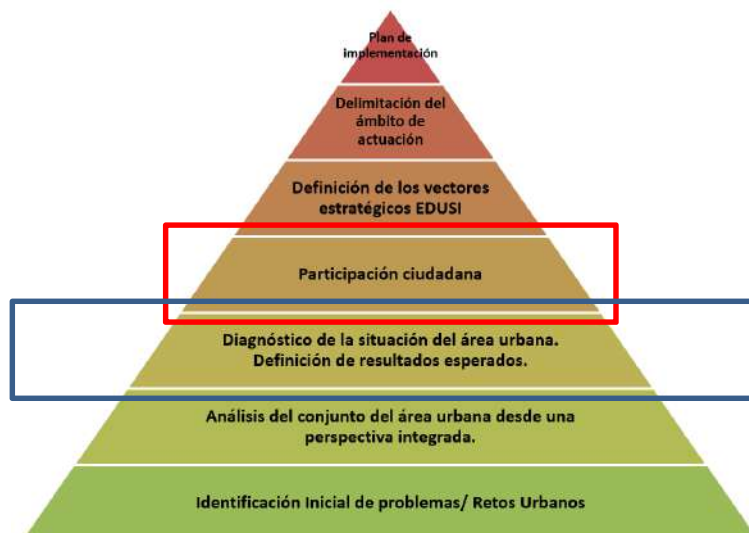 Plan de
implementación
Delimitación del
ámbito de
actuación
Definición de los vectores
estratégicos EDUSI
Participación ciudadana
Diagnóstico de la situación del área urbana.
Definición de resultados esperados.
Análisis del conjunto del área urbana desde una
perspectiva integrada.
Identificación Inicial de problemas/ Retos Urbanos